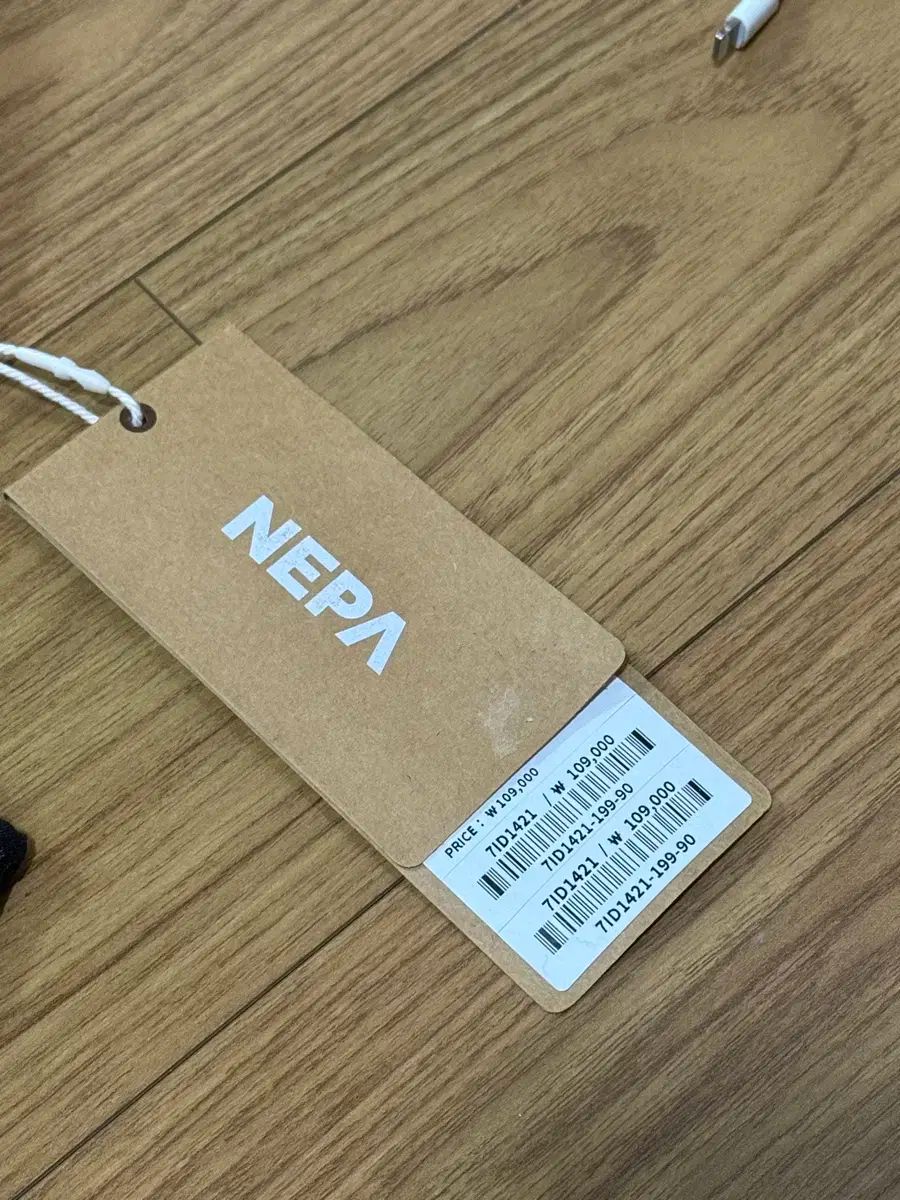 NEPA
PRICE : ₩109,000
7ID1421 / ₩ 109,000
7ID1421-199-90
7ID1421 / ₩ 109,000
7ID1421-199-90